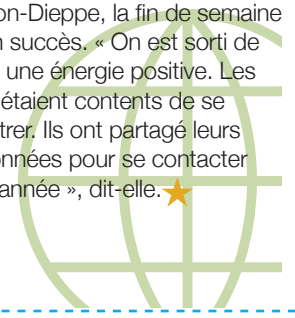 on-Dieppe, la fin de semaine
n succès. « On est sorti de
une énergie positive. Les
étaient contents de se
trer. Ils ont partagé leurs
onnées pour se contacter
année », dit-elle.